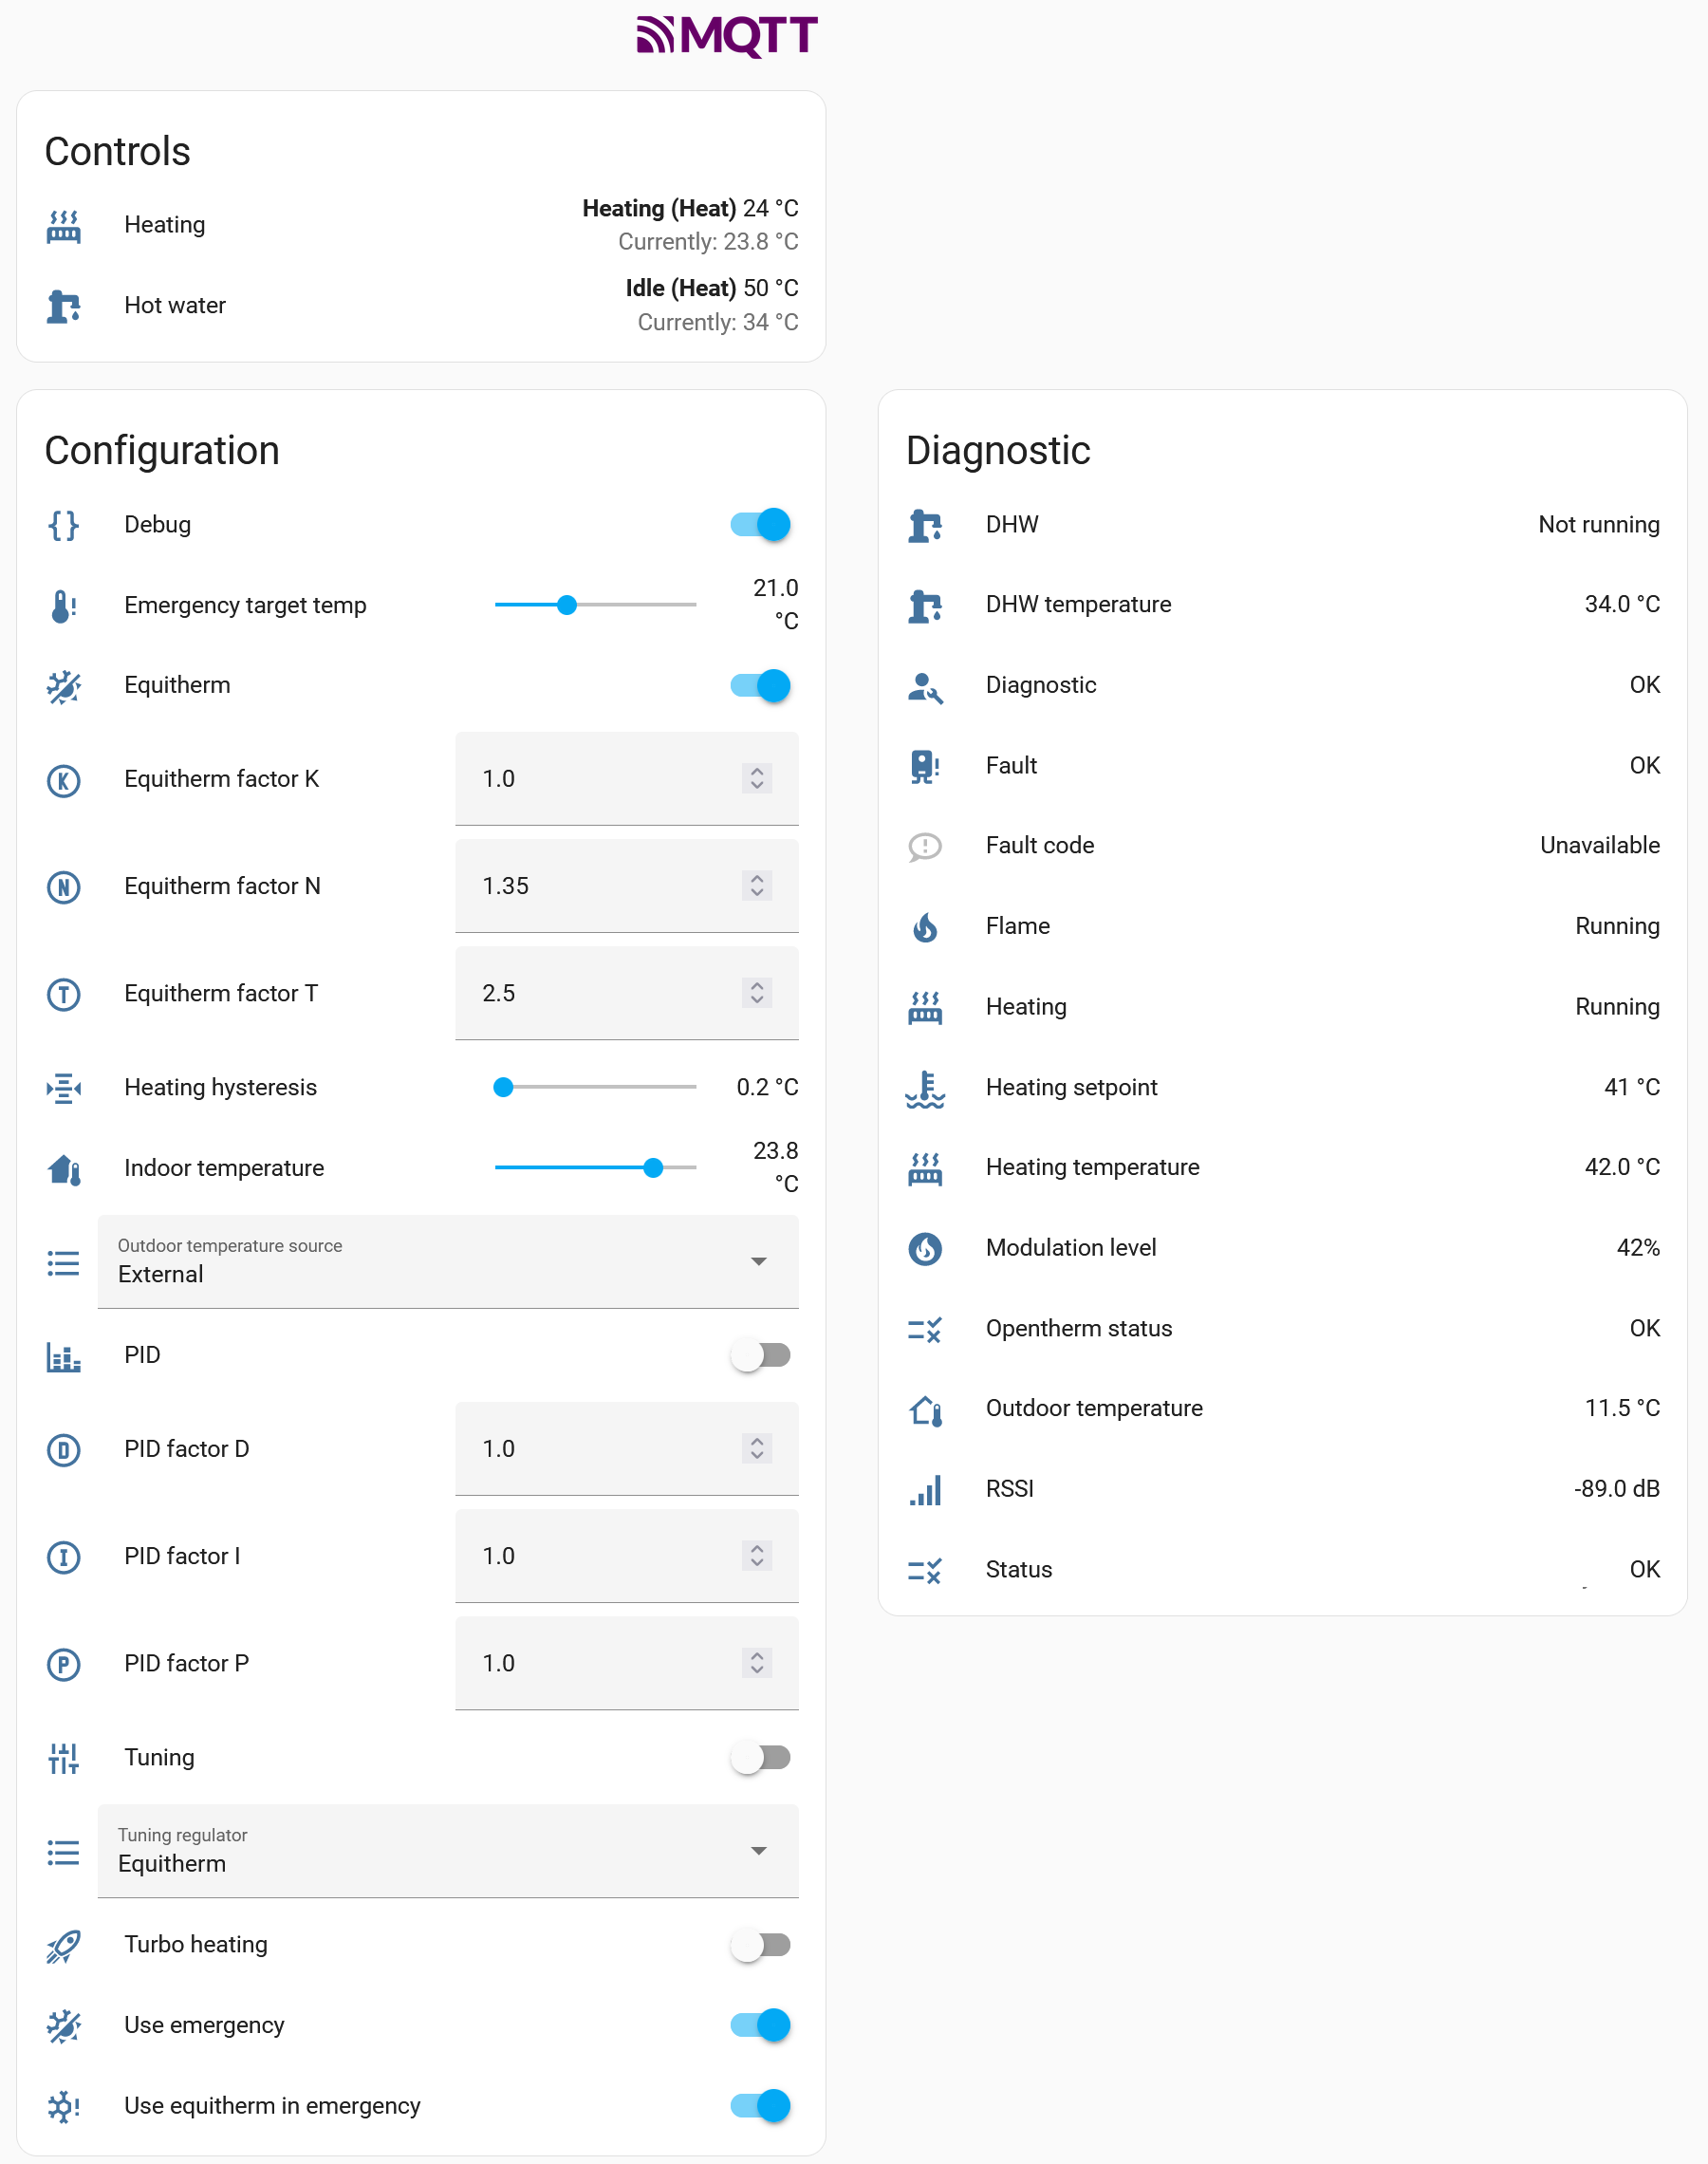 MQTT
Controls
Heating
Heating (Heat) 24 °C
Currently: 23.8 °C
Hot water
Idle (Heat) 50 °C
Currently: 34 °C
Configuration
Debug
Emergency target temp
21.0
°C
Equitherm
K
Equitherm factor K
1.0
N
Equitherm factor N
1.35
T
Equitherm factor T
2.5
Heating hysteresis
0.2 °C
Indoor temperature
23.8
°C
Outdoor temperature source
External
PID
D
PID factor D
1.0
I
PID factor I
1.0
P
PID factor P
1.0
Tuning
Tuning regulator
Equitherm
Turbo heating
Use emergency
Use equitherm in emergency
Diagnostic
DHW
Not running
DHW temperature
34.0 °C
Diagnostic
OK
Fault
OK
Fault code
Unavailable
Flame
Running
Heating
Running
Heating setpoint
41 °C
Heating temperature
42.0 °C
Modulation level
42%
Opentherm status
OK
Outdoor temperature
11.5 °C
RSSI
-89.0 dB
Status
OK